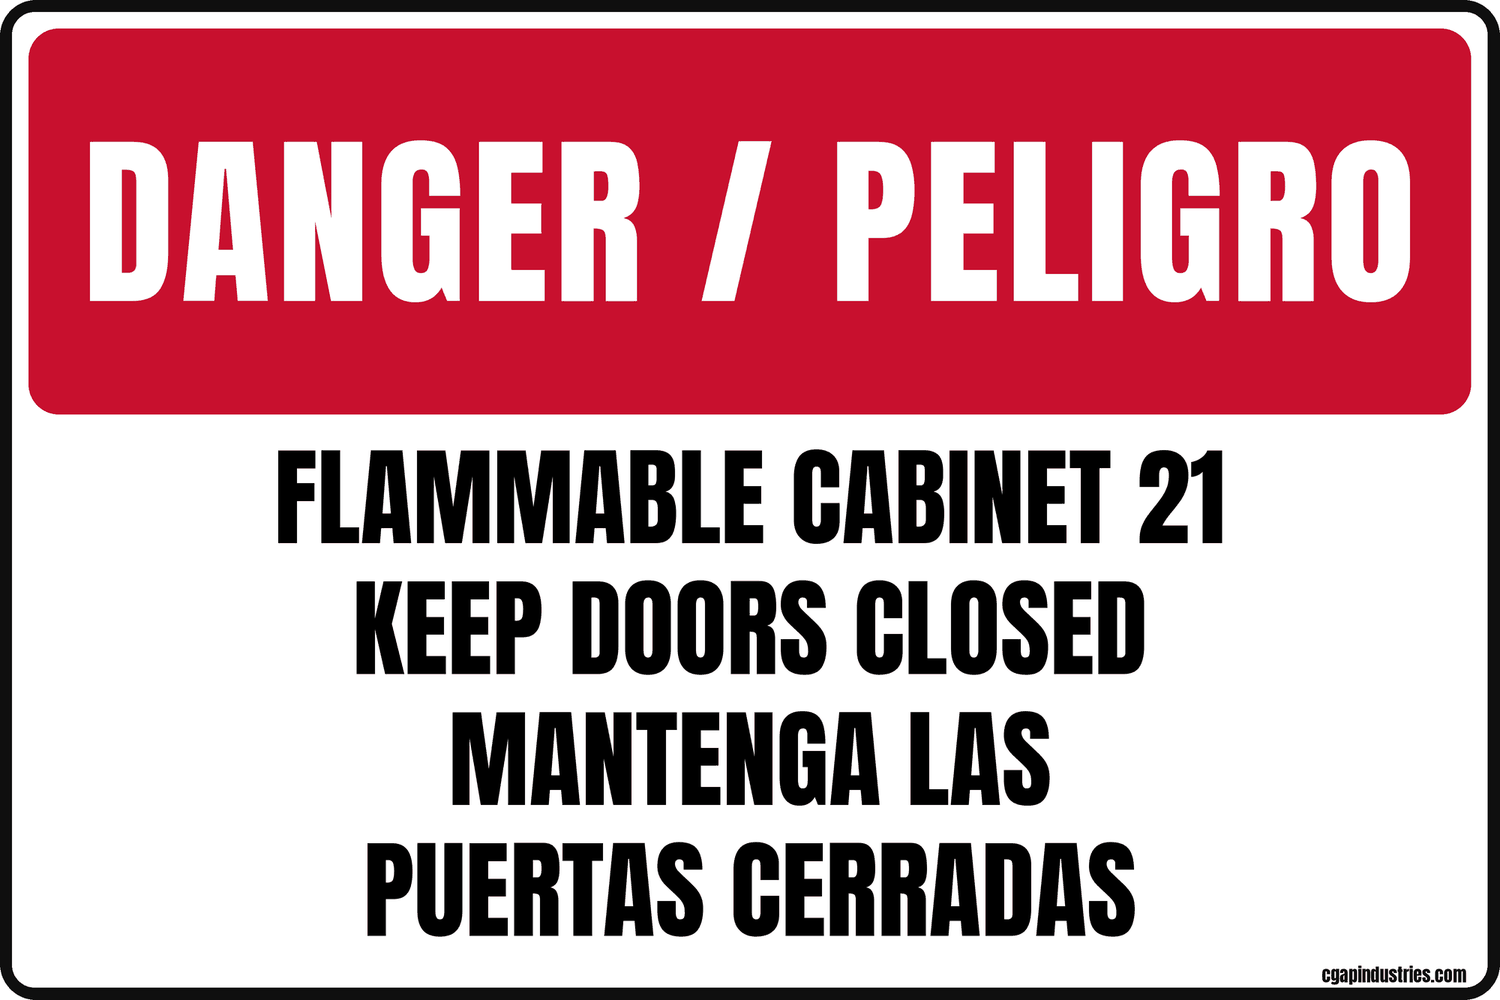 DANGER / PELIGRO
FLAMMABLE CABINET 21
KEEP DOORS CLOSED
MANTENGA LAS
PUERTAS CERRADAS
cgapindustries.com